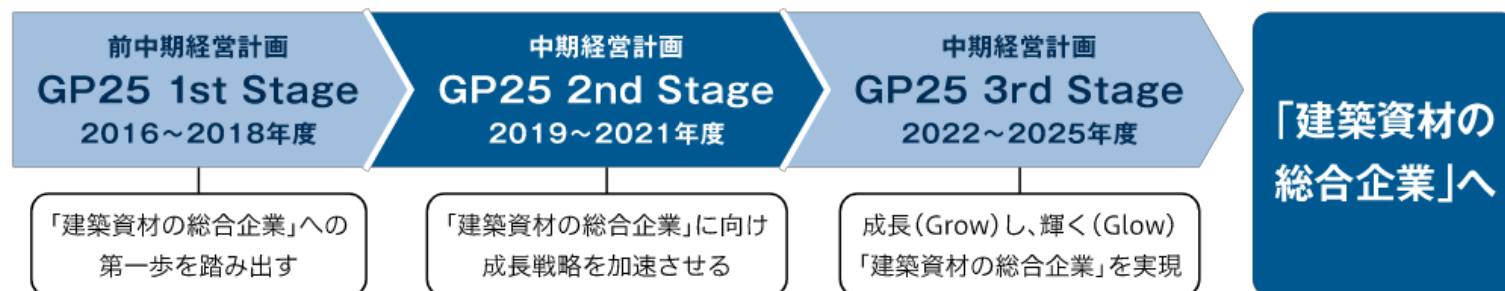 前中期経営計画
GP25 1st Stage
2016～2018年度
「建築資材の総合企業」への
第一歩を踏み出す
中期経営計画
GP25 2nd Stage
2019～2021年度
「建築資材の総合企業」に向け
成長戦略を加速させる
中期経営計画
GP25 3rd Stage
2022～2025年度
成長(Grow)し、輝く(Glow)
「建築資材の総合企業」を実現
「建築資材の
総合企業」へ